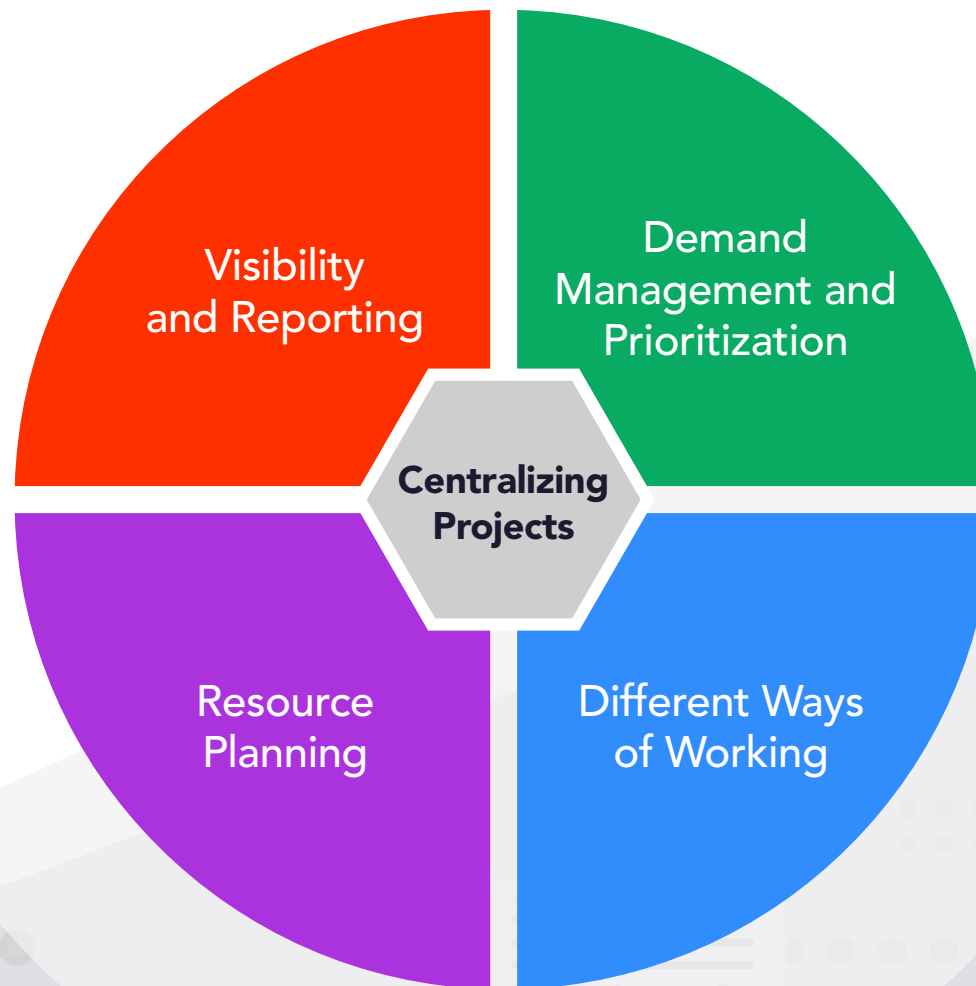 Visibility
and Reporting
Demand
Management and
Prioritization
Centralizing
Projects
Resource
Planning
Different Ways
of Working